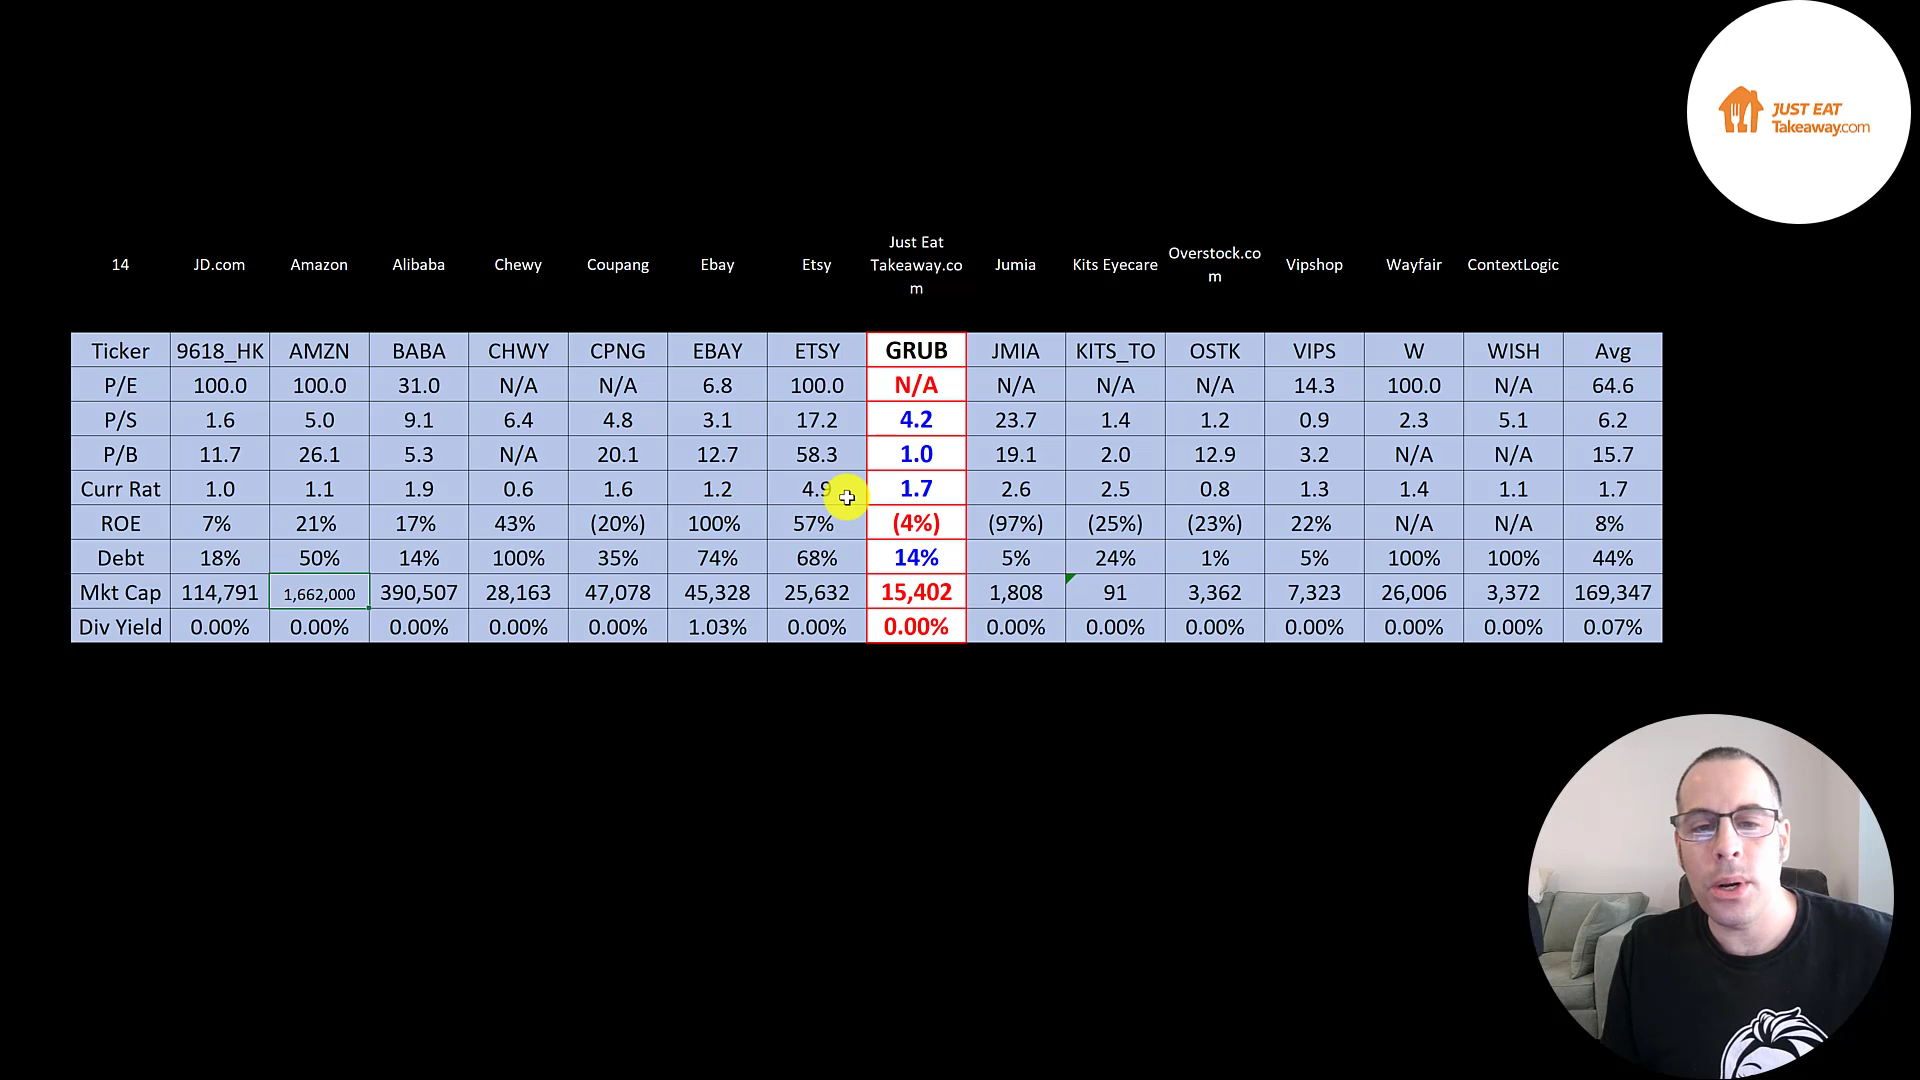 JUST EAT
Takeaway.com
14 JD.com Amazon Alibaba Chewy Coupang Ebay Etsy Just Eat Takeaway.co m Jumia Kits Eyecare Overstock.co m Vipshop Wayfair ContextLogic
Ticker 9618_HK AMZN BABA CHWY CPNG EBAY ETSY GRUB JMIA KITS_TO OSTK VIPS W WISH Avg
P/E 100.0 100.0 31.0 N/A N/A 6.8 100.0 N/A N/A N/A N/A 14.3 100.0 N/A 64.6
P/S 1.6 5.0 9.1 6.4 4.8 3.1 17.2 4.2 23.7 1.4 1.2 0.9 2.3 5.1 6.2
P/B 11.7 26.1 5.3 N/A 20.1 12.7 58.3 1.0 19.1 2.0 12.9 3.2 N/A N/A 15.7
Curr Rat 1.0 1.1 1.9 0.6 1.6 1.2 4.9 1.7 2.6 2.5 0.8 1.3 1.4 1.1 1.7
ROE 7% 21% 17% 43% (20%) 100% 57% (4%) (97%) (25%) (23%) 22% N/A N/A 8%
Debt 18% 50% 14% 100% 35% 74% 68% 14% 5% 24% 1% 5% 100% 100% 44%
Mkt Cap 114,791 1,662,000 390,507 28,163 47,078 45,328 25,632 15,402 1,808 91 3,362 7,323 26,006 3,372 169,347
Div Yield 0.00% 0.00% 0.00% 0.00% 0.00% 1.03% 0.00% 0.00% 0.00% 0.00% 0.00% 0.00% 0.00% 0.00% 0.07%